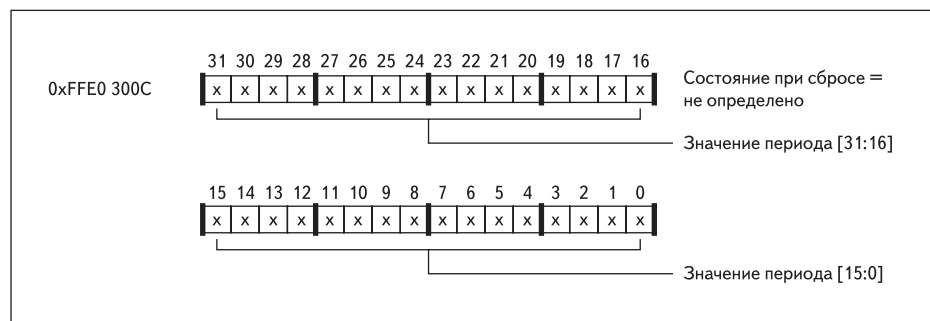 31 30 29 28 27 26 25 24 23 22 21 20 19 18 17 16
0xFFE0 300C
x x x x x x x x x x x x x x x x
Состояние при сбросе =
не определено
Значение периода [31:16]
15 14 13 12 11 10 9 8 7 6 5 4 3 2 1 0
x x x x x x x x x x x x x x x x
Значение периода [15:0]